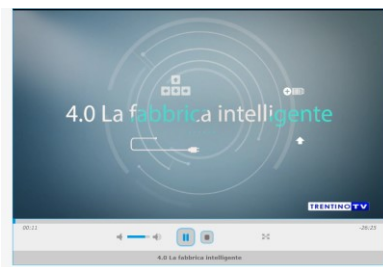 4.0 La fabbrica intelligente
TRENTINO TV
00:11
-26:25
4.0 La fabbrica intelligente